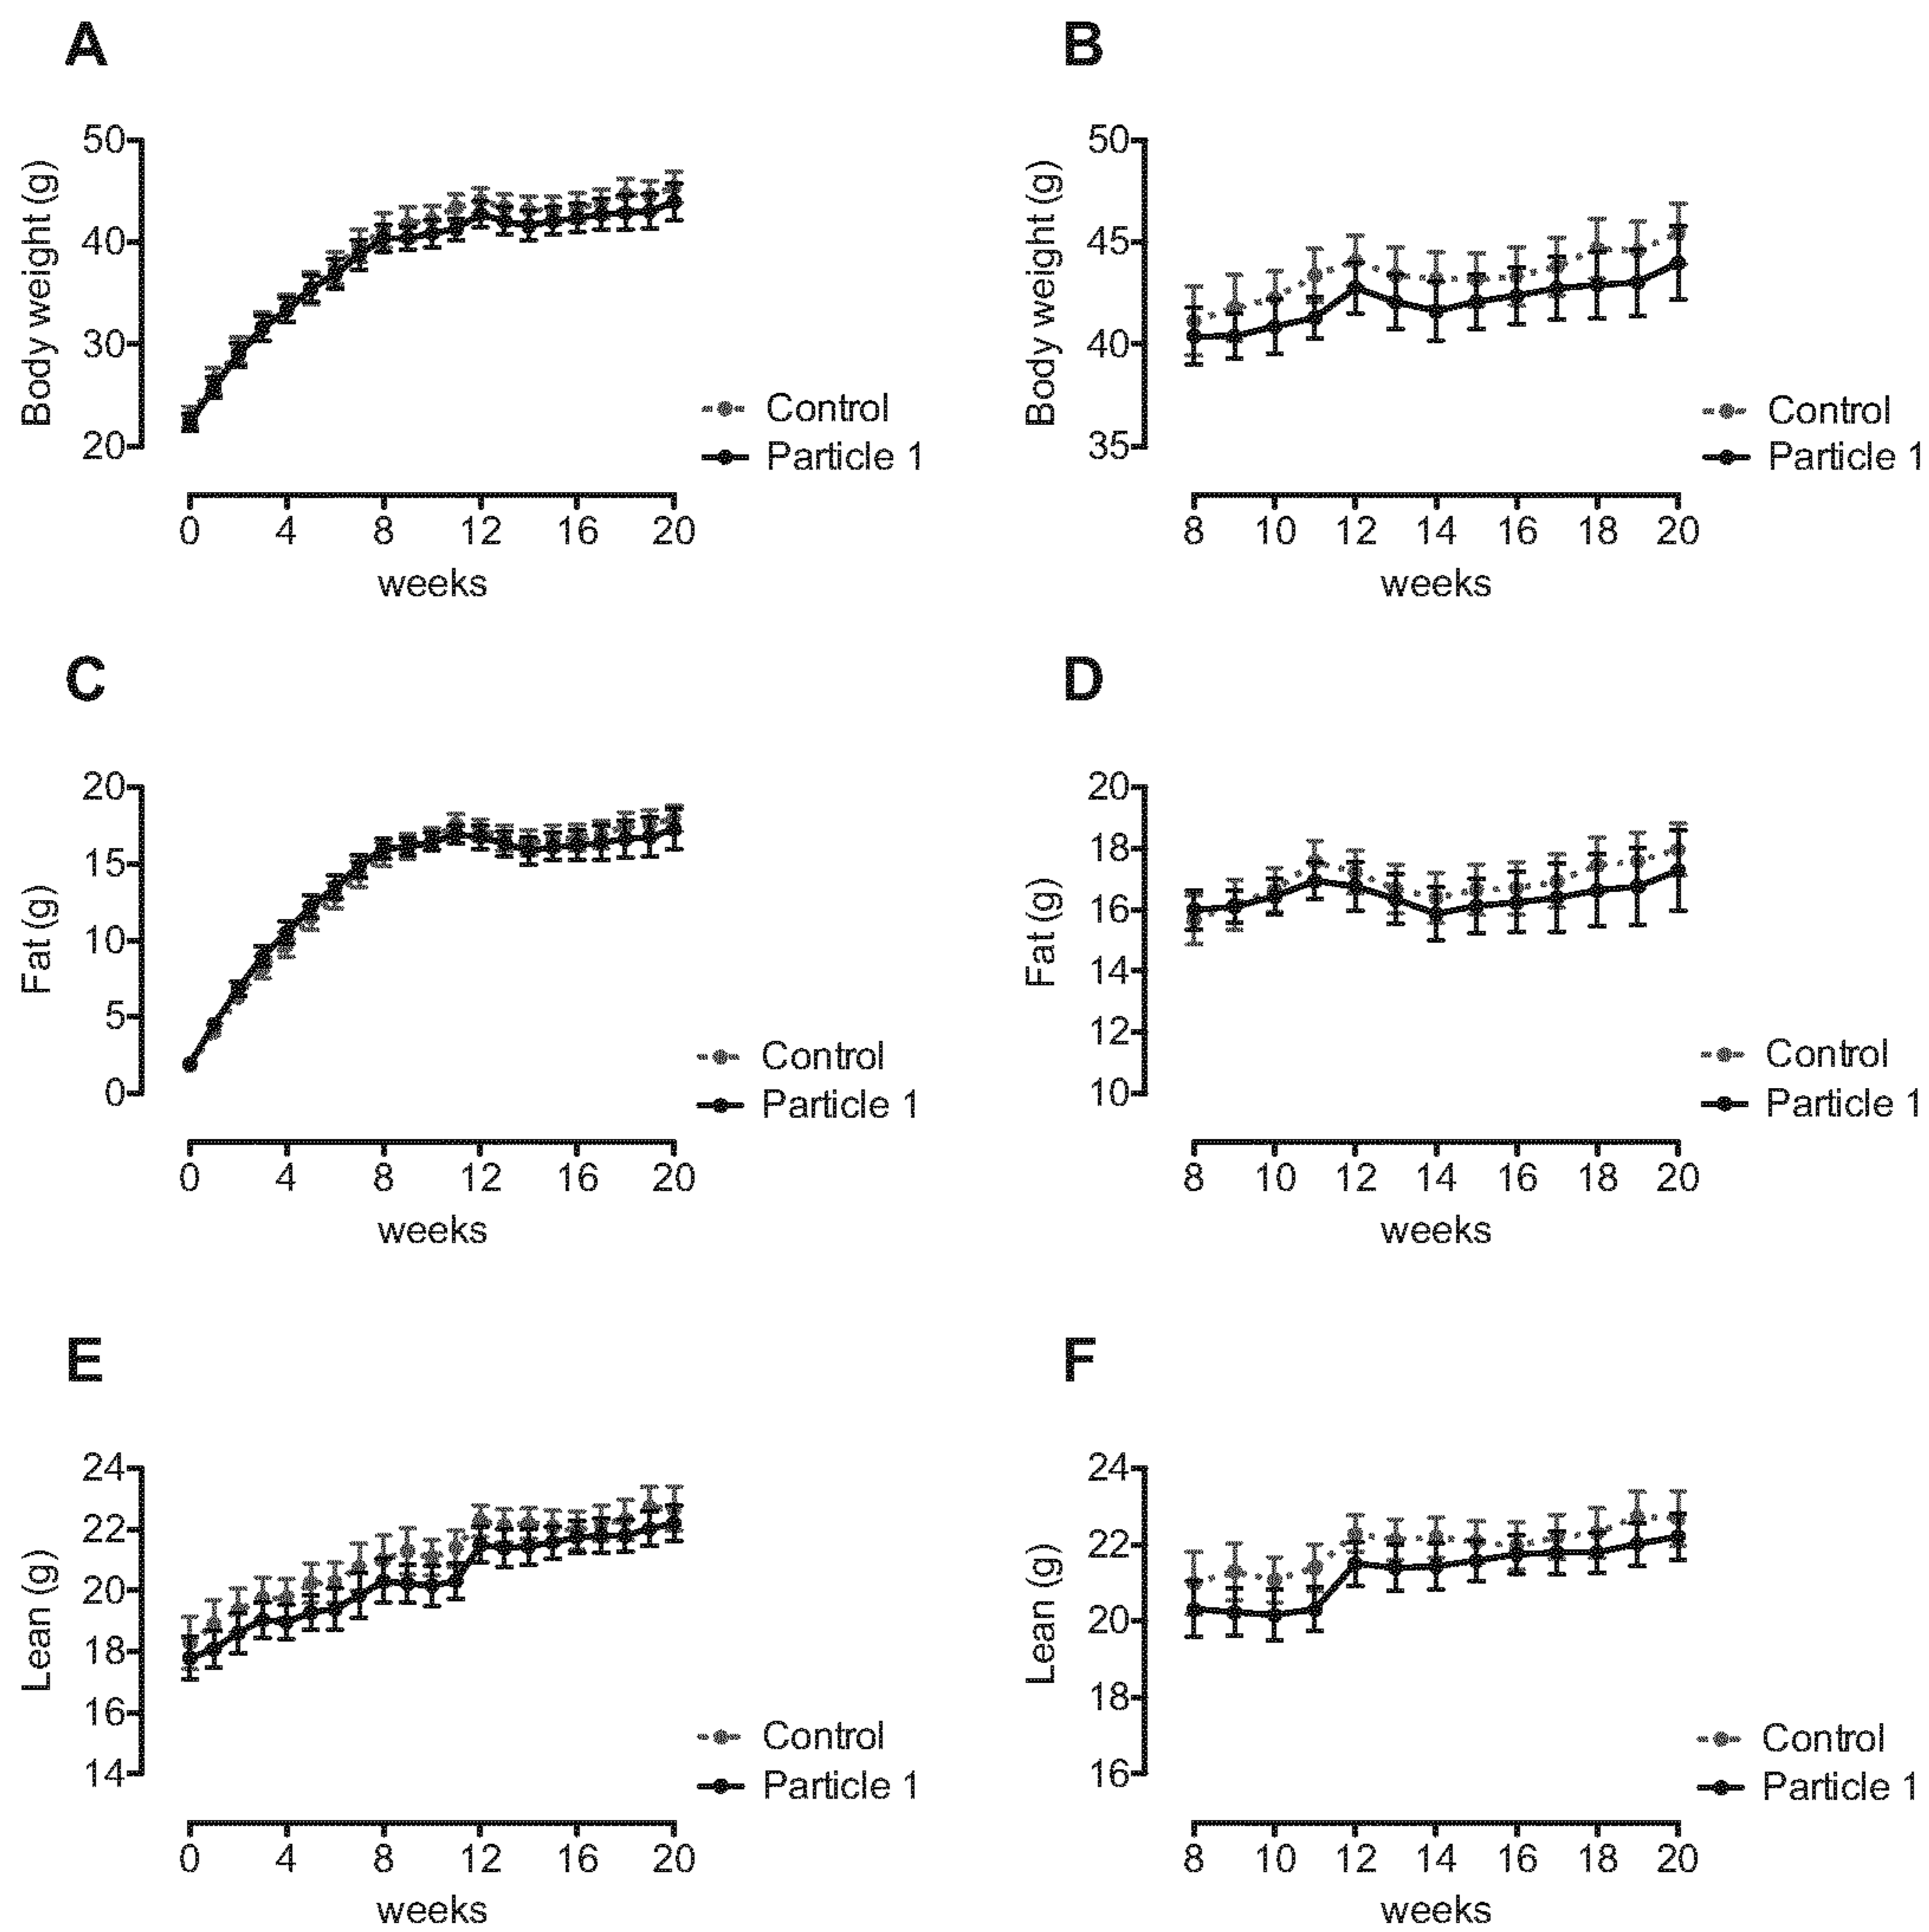 A
B
50
40
30
20
Body weight (g)
Control
Particle 1
0 4 8 12 16 20
weeks
50
45
40
35
Body weight (g)
Control
Particle 1
8 10 12 14 16 18 20
weeks
C
D
20
15
10
5
0
Fat (g)
Control
Particle 1
0 4 8 12 16 20
weeks
20
18
16
14
12
10
Fat (g)
Control
Particle 1
8 10 12 14 16 18 20
weeks
E
F
24
22
20
18
16
14
Lean (g)
Control
Particle 1
0 4 8 12 16 20
weeks
24
22
20
18
16
Lean (g)
Control
Particle 1
8 10 12 14 16 18 20
weeks